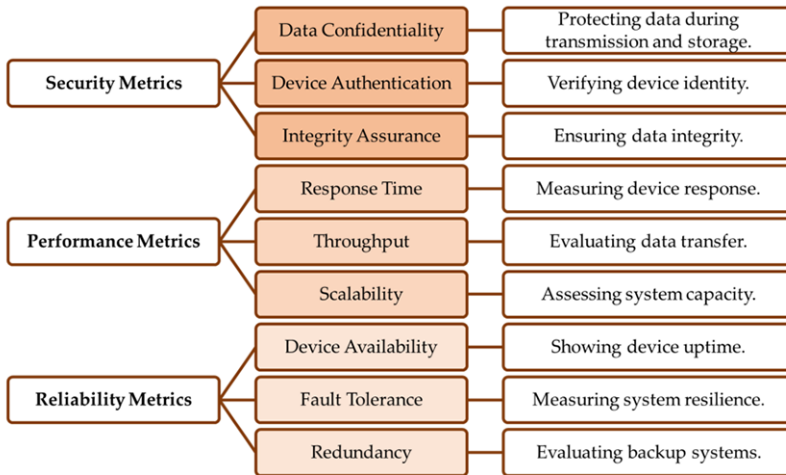 Security Metrics
Data Confidentiality
Protecting data during
transmission and storage.
Device Authentication
Verifying device identity.
Integrity Assurance
Ensuring data integrity.
Performance Metrics
Response Time
Measuring device response.
Throughput
Evaluating data transfer.
Scalability
Assessing system capacity.
Reliability Metrics
Device Availability
Showing device uptime.
Fault Tolerance
Measuring system resilience.
Redundancy
Evaluating backup systems.